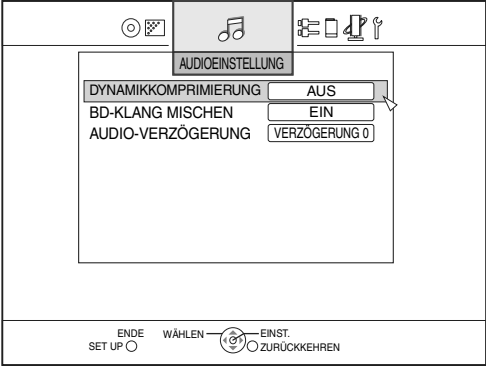 AUDIOEINSTELLUNG
DYNAMIKKOMPRIMIERUNG AUS
BD-KLANG MISCHEN EIN
AUDIO-VERZÖGERUNG VERZÖGERUNG 0
ENDE WÄHLEN EINST.
SET UP ZURÜCKKEHREN